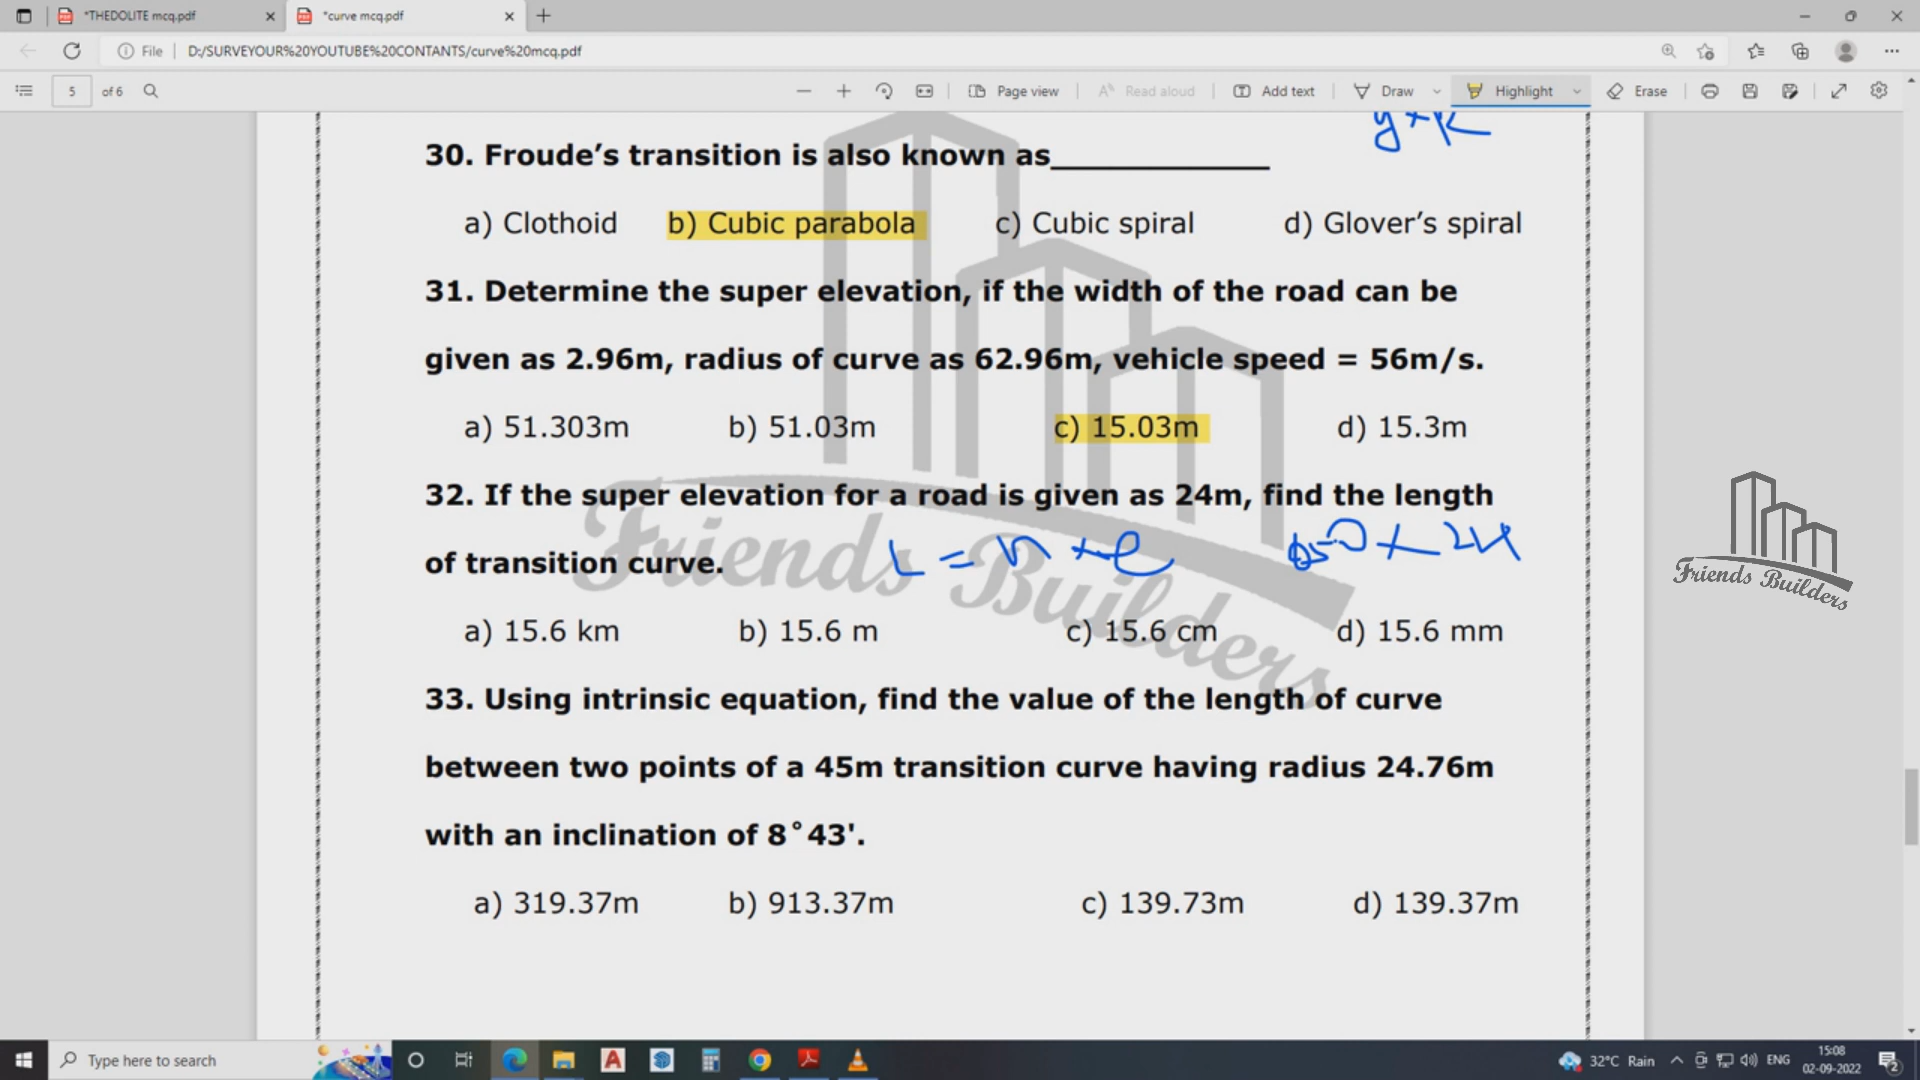 *THEDOLITE mcq.pdf
*curve mcq.pdf
File D:/SURVEYOUR%20YOUTUBE%20CONTANTS/curve%20mcq.pdf
5 of 6 Page view Read aloud Add text Draw Highlight Erase
y * K
30. Froude’s transition is also known as____________
a) Clothoid b) Cubic parabola c) Cubic spiral d) Glover’s spiral
31. Determine the super elevation, if the width of the road can be
given as 2.96m, radius of curve as 62.96m, vehicle speed = 56m/s.
a) 51.303m b) 51.03m c) 15.03m d) 15.3m
32. If the super elevation for a road is given as 24m, find the length
of transition curve. L = n * e 650 * 24
a) 15.6 km b) 15.6 m c) 15.6 cm d) 15.6 mm
33. Using intrinsic equation, find the value of the length of curve
between two points of a 45m transition curve having radius 24.76m
with an inclination of 8˚43'.
a) 319.37m b) 913.37m c) 139.73m d) 139.37m
Friends Builders
Friends Builders
Type here to search
32°C Rain ENG
15:08
02-09-2022
2